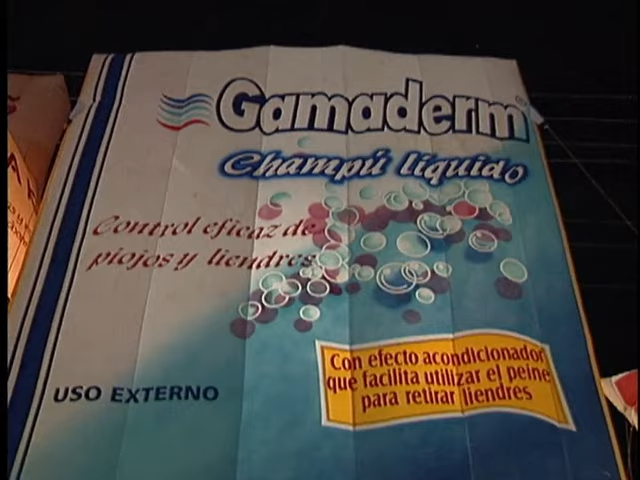 Gamaderm
Champú líquido
Control eficaz de
piojos y liendres
Con efecto acondicionador
que facilita utilizar el peine
para retirar liendres
USO EXTERNO